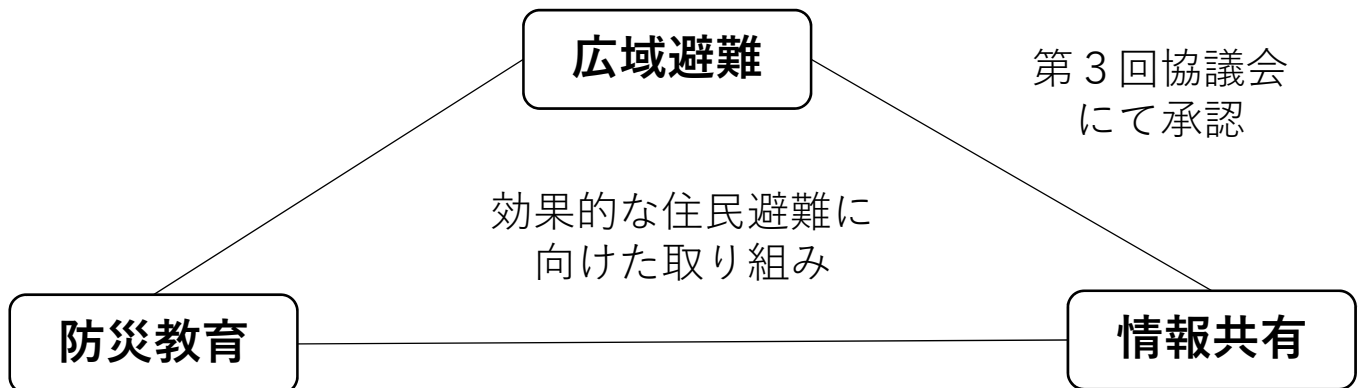 広域避難
第３回協議会
にて承認
効果的な住民避難に
向けた取り組み
防災教育
情報共有